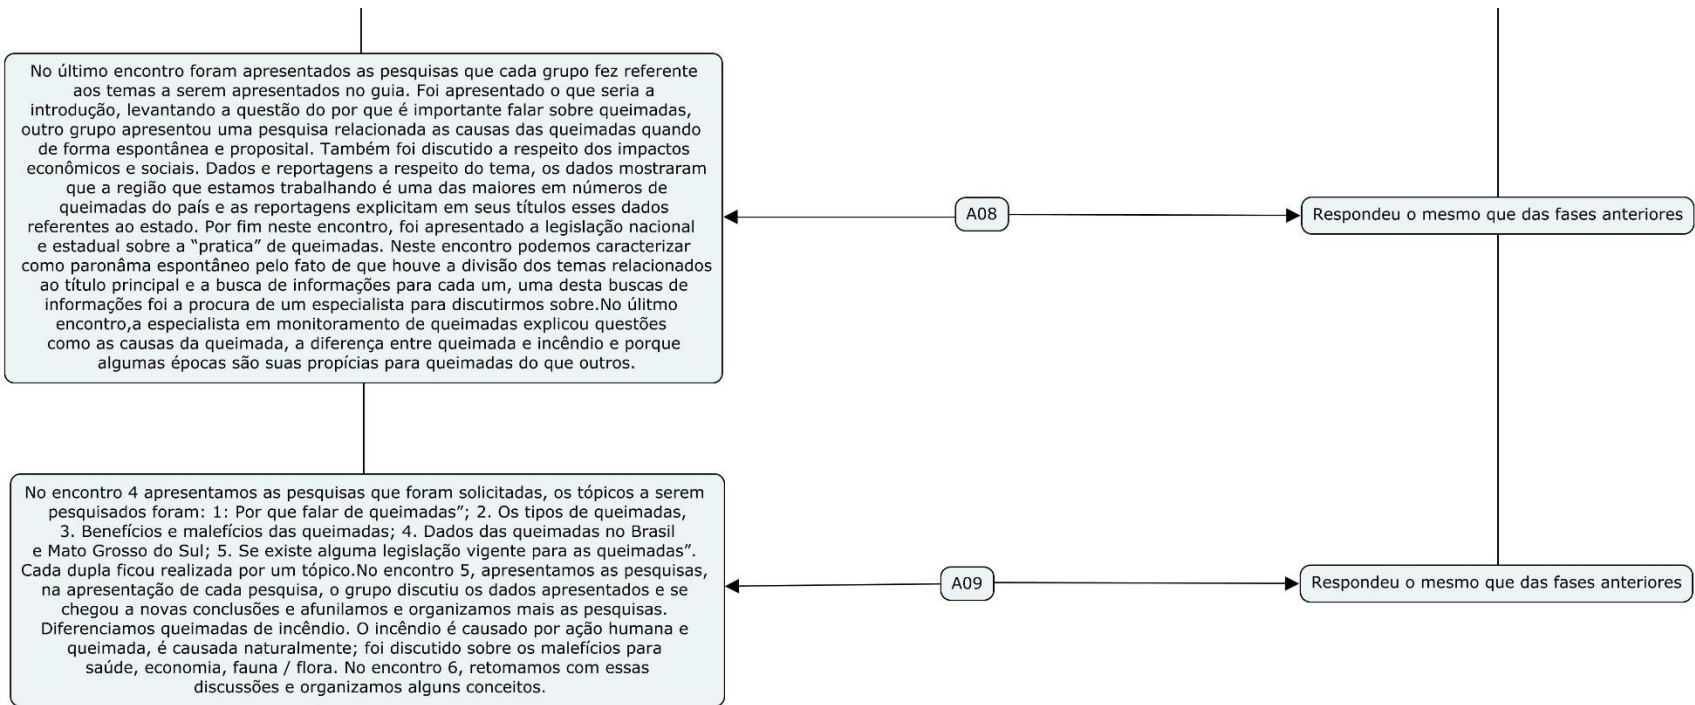 No último encontro foram apresentados as pesquisas que cada grupo fez referente
aos temas a serem apresentados no guia. Foi apresentado o que seria a
introdução, levantando a questão do por que é importante falar sobre queimadas,
outro grupo apresentou uma pesquisa relacionada as causas das queimadas quando
de forma espontânea e proposital. Também foi discutido a respeito dos impactos
econômicos e sociais. Dados e reportagens a respeito do tema, os dados mostraram
que a região que estamos trabalhando é uma das maiores em números de
queimadas do país e as reportagens explicitam em seus títulos esses dados
referentes ao estado. Por fim neste encontro, foi apresentado a legislação nacional
e estadual sobre a “pratica” de queimadas. Neste encontro podemos caracterizar
como paronâma espontâneo pelo fato de que houve a divisão dos temas relacionados
ao título principal e a busca de informações para cada um, uma desta buscas de
informações foi a procura de um especialista para discutirmos sobre.No úlitmo
encontro,a especialista em monitoramento de queimadas explicou questões
como as causas da queimada, a diferença entre queimada e incêndio e porque
algumas épocas são suas propícias para queimadas do que outros.
A08
Respondeu o mesmo que das fases anteriores
No encontro 4 apresentamos as pesquisas que foram solicitadas, os tópicos a serem
pesquisados foram: 1: Por que falar de queimadas”; 2. Os tipos de queimadas,
3. Benefícios e malefícios das queimadas; 4. Dados das queimadas no Brasil
e Mato Grosso do Sul; 5. Se existe alguma legislação vigente para as queimadas”.
Cada dupla ficou realizada por um tópico.No encontro 5, apresentamos as pesquisas,
na apresentação de cada pesquisa, o grupo discutiu os dados apresentados e se
chegou a novas conclusões e afunilamos e organizamos mais as pesquisas.
Diferenciamos queimadas de incêndio. O incêndio é causado por ação humana e
queimada, é causada naturalmente; foi discutido sobre os malefícios para
saúde, economia, fauna / flora. No encontro 6, retomamos com essas
discussões e organizamos alguns conceitos.
A09
Respondeu o mesmo que das fases anteriores